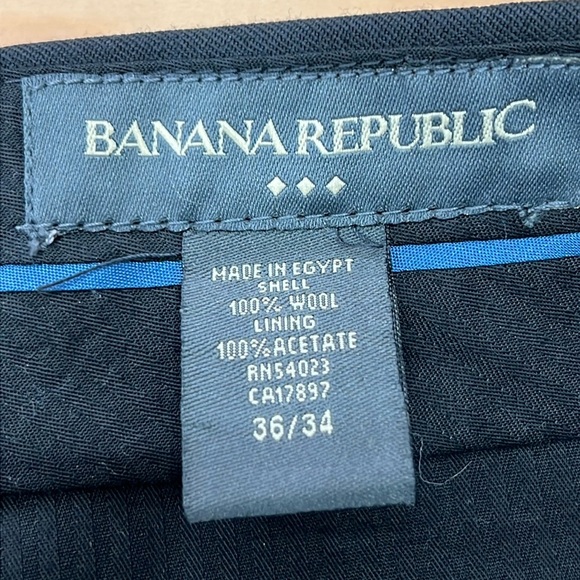 BANANA REPUBLIC
MADE IN EGYPT
SHELL
100% WOOL
LINING
100% ACETATE
RN54023
CA17897
36/34